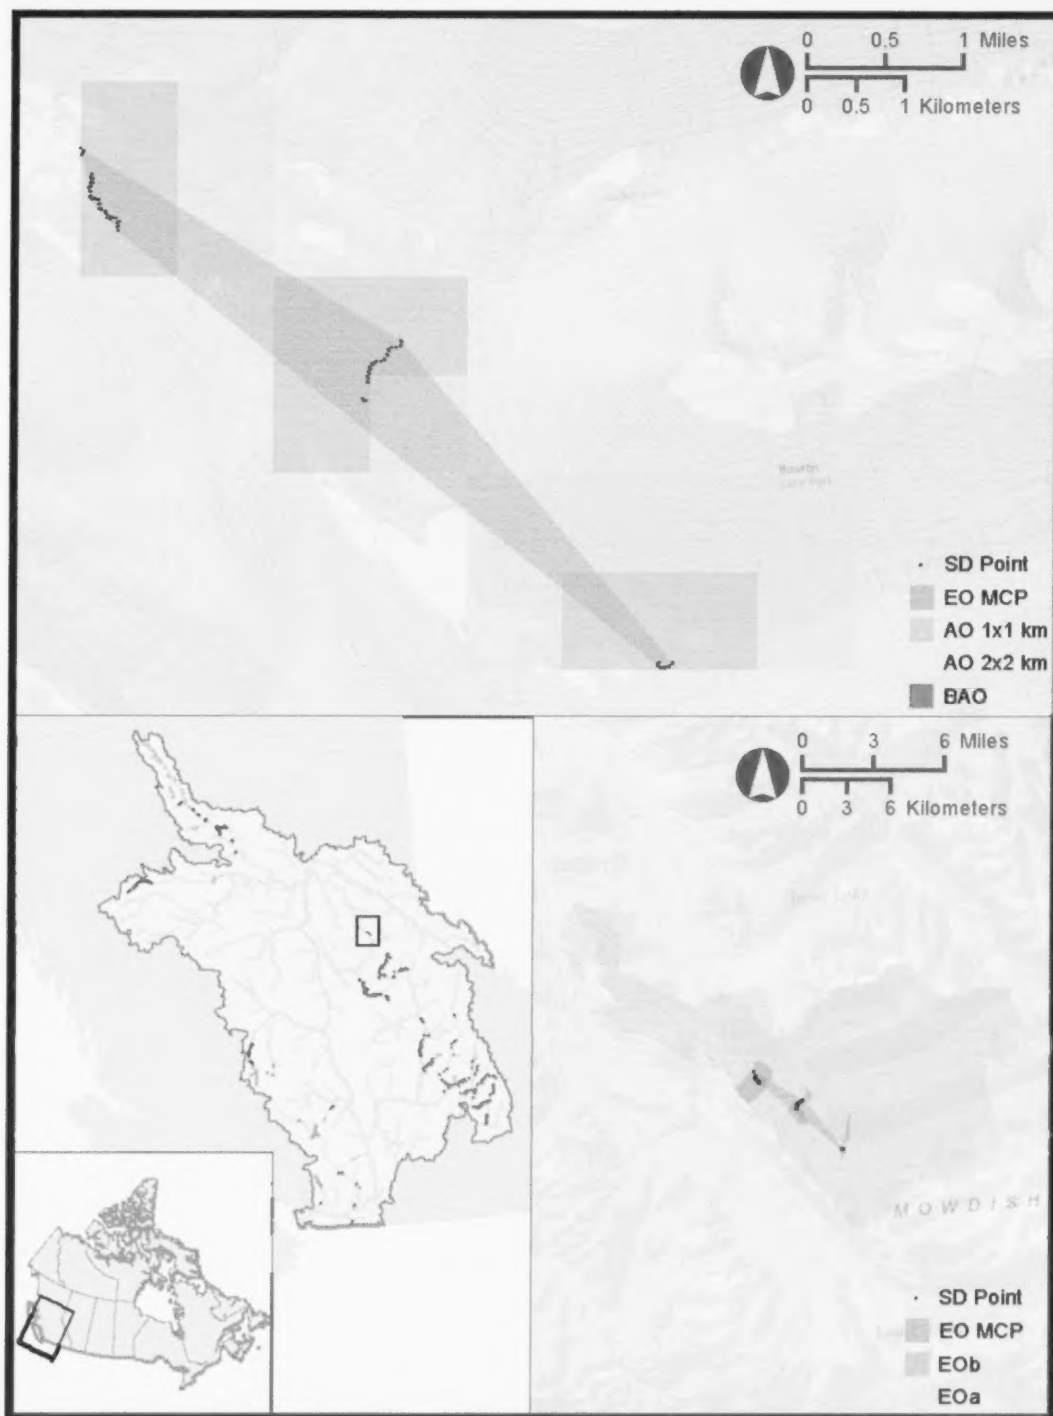 0 0.5 1 Miles
0 0.5 1 Kilometers
SD Point
EO MCP
AO 1x1 km
AO 2x2 km
BAO
0 3 6 Miles
0 3 6 Kilometers
MOWDISH
SD Point
EO MCP
EOb
EOa